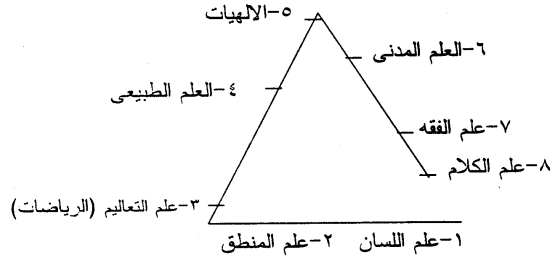 ٥-الالهيات
٦-العلم المدنى
٤-العلم الطبيعى
٧-علم الفقه
٨-علم الكلام
٣-علم التعاليم (الرياضات)
١-علم اللسان
٢-علم المنطق